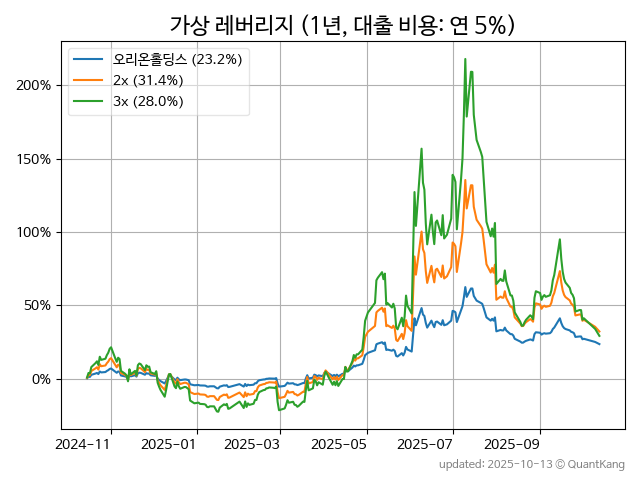 가상 레버리지 (1년, 대출 비용: 연 5%)
오리온홀딩스 (23.2%)
2x (31.4%)
3x (28.0%)
200%
150%
100%
50%
0%
2024-11 2025-01 2025-03 2025-05 2025-07 2025-09
updated: 2025-10-13 © QuantKang